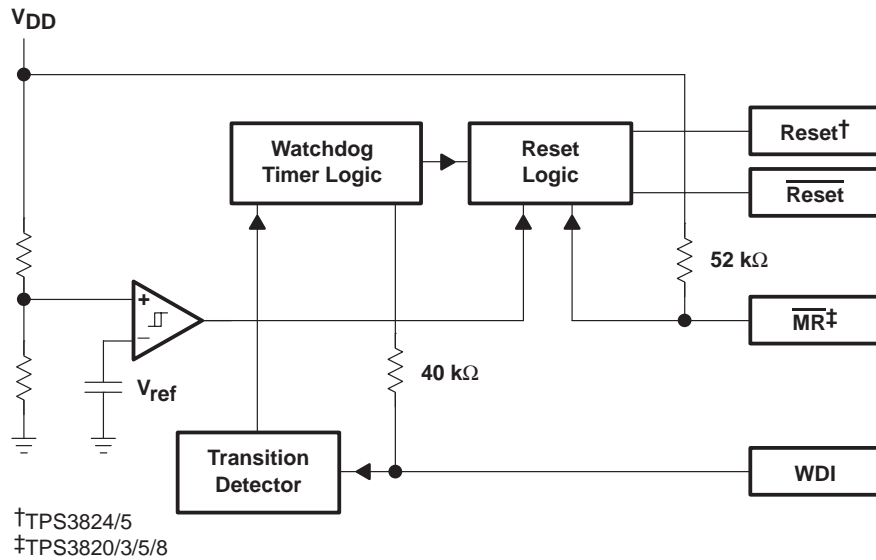 VDD
Watchdog
Timer Logic
Reset
Logic
Reset†
Reset
52 kΩ
MR‡
+
−
Vref
40 kΩ
Transition
Detector
WDI
†TPS3824/5
‡TPS3820/3/5/8